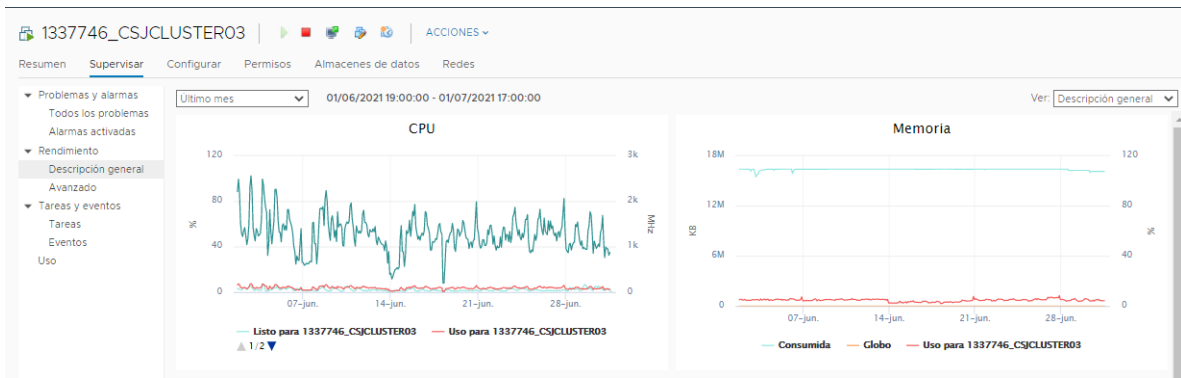 1337746_CSJCLUSTER03 ACCIONES
Resumen Supervisar Configurar Permisos Almacenes de datos Redes
Problemas y alarmas
Todos los problemas
Alarmas activadas
Rendimiento
Descripción general
Avanzado
Tareas y eventos
Tareas
Eventos
Uso
Último mes 01/06/2021 19:00:00 - 01/07/2021 17:00:00 Ver: Descripción general
CPU
120 3k
80 2k
% MHz
40 1k
0 0
07-jun. 14-jun. 21-jun. 28-jun.
Listo para 1337746_CSJCLUSTER03 Uso para 1337746_CSJCLUSTER03
1/2
Memoria
18M 120
12M 80
KB %
6M 40
0 0
07-jun. 14-jun. 21-jun. 28-jun.
Consumida Globo Uso para 1337746_CSJCLUSTER03